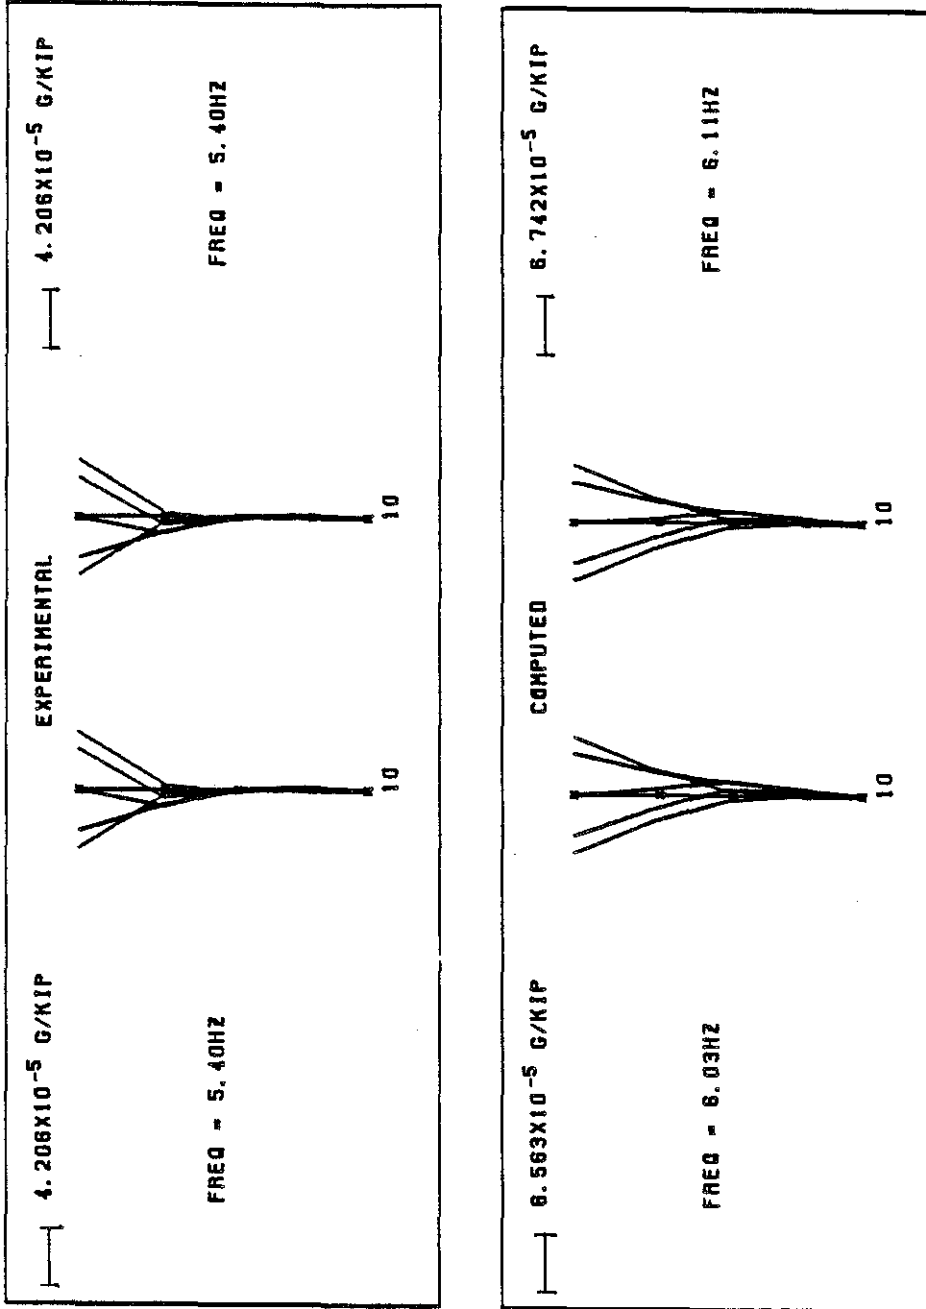 4.206X10⁻⁵ G/KIP
EXPERIMENTAL
4.206X10⁻⁵ G/KIP
FREQ = 5.40HZ
FREQ = 5.40HZ
10
10
6.563X10⁻⁵ G/KIP
COMPUTED
6.742X10⁻⁵ G/KIP
FREQ = 6.03HZ
FREQ = 6.11HZ
10
10